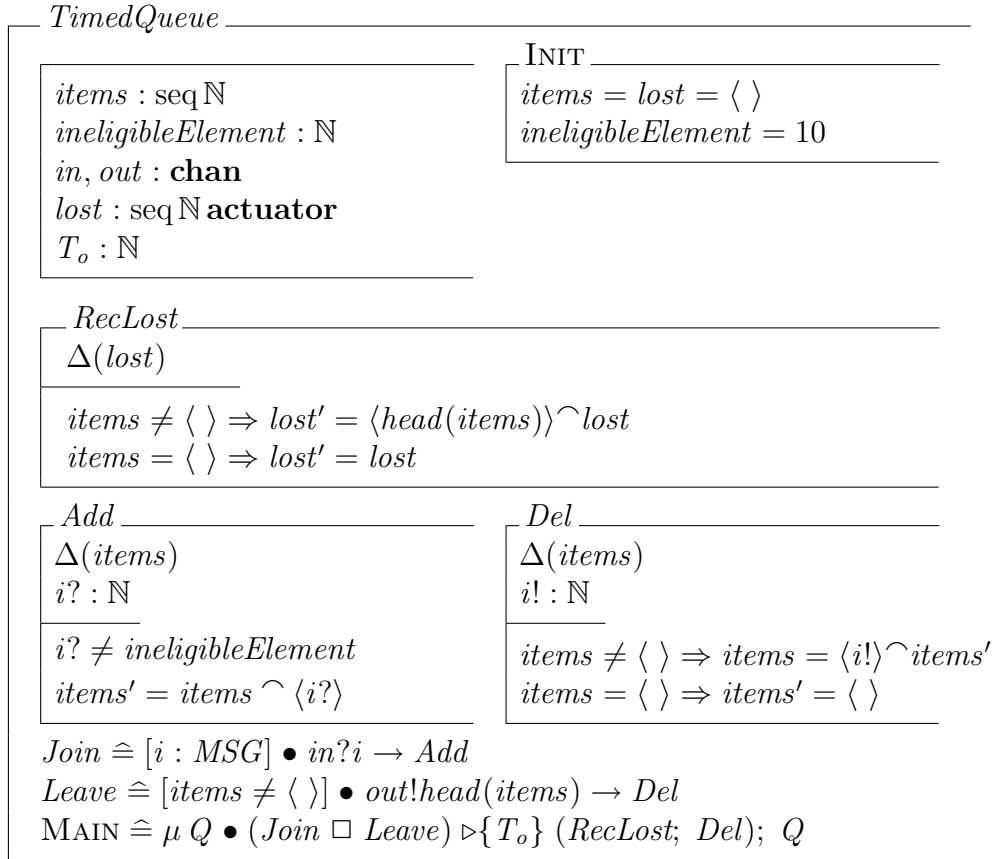 TimedQueue
items : seq ℕ
ineligibleElement : ℕ
in, out : chan
lost : seq ℕ actuator
Tₒ : ℕ
INIT
items = lost = ⟨ ⟩
ineligibleElement = 10
RecLost
Δ(lost)
items ≠ ⟨ ⟩ ⇒ lost′ = ⟨head(items)⟩⌢lost
items = ⟨ ⟩ ⇒ lost′ = lost
Add
Δ(items)
i? : ℕ
i? ≠ ineligibleElement
items′ = items ⌢ ⟨i?⟩
Del
Δ(items)
i! : ℕ
items ≠ ⟨ ⟩ ⇒ items = ⟨i!⟩⌢items′
items = ⟨ ⟩ ⇒ items′ = ⟨ ⟩
Join ≙ [i : MSG] • in?i → Add
Leave ≙ [items ≠ ⟨ ⟩] • out!head(items) → Del
MAIN ≙ μ Q • (Join □ Leave) ▷{Tₒ} (RecLost; Del); Q